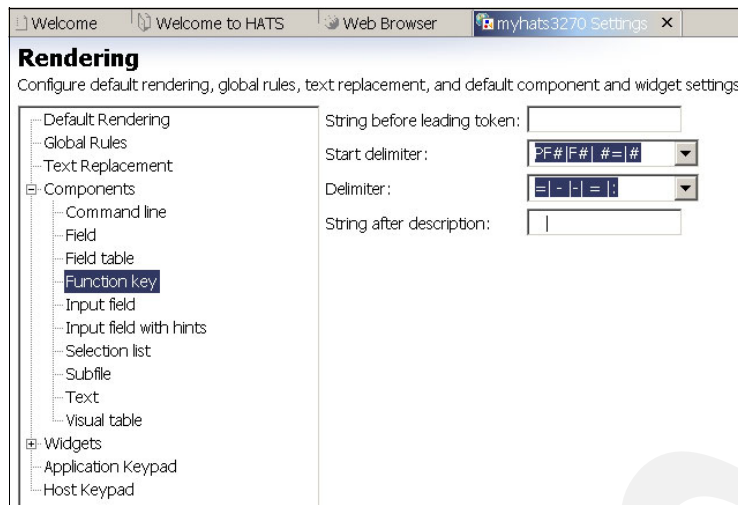 Welcome
Welcome to HATS
Web Browser
myhats3270 Settings
Rendering
Configure default rendering, global rules, text replacement, and default component and widget settings
Default Rendering
Global Rules
Text Replacement
Components
Command line
Field
Field table
Function key
Input field
Input field with hints
Selection list
Subfile
Text
Visual table
Widgets
Application Keypad
Host Keypad
String before leading token:
Start delimiter: PF#|F#| #=|#
Delimiter: =| - |-| = |:
String after description: